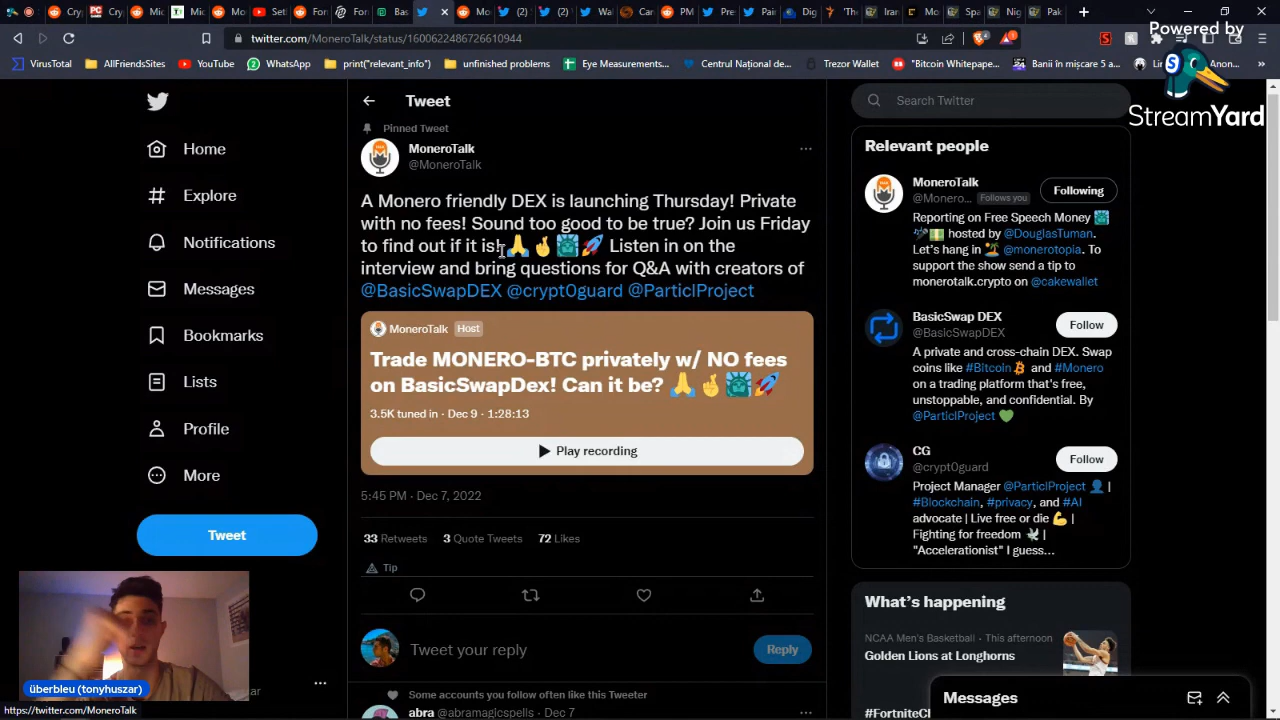 Set
Powered by
twitter.com/MoneroTalk/status/1600622486726610944
VirusTotal
AllFriendsSites
YouTube
WhatsApp
print("relevant_info")
unfinished problems
Eye Measurements...
Centrul Național de...
Trezor Wallet
"Bitcoin Whitepape...
Banii în mișcare 5 a...
StreamYard
Home
Explore
Notifications
Messages
Bookmarks
Lists
Profile
More
Tweet
Tweet
Pinned Tweet
MoneroTalk
@MoneroTalk
A Monero friendly DEX is launching Thursday! Private
with no fees! Sound too good to be true? Join us Friday
to find out if it is! 🙏🤞🗽🚀 Listen in on the
interview and bring questions for Q&A with creators of
@BasicSwapDEX @crypt0guard @ParticlProject
MoneroTalk Host
Trade MONERO-BTC privately w/ NO fees
on BasicSwapDex! Can it be? 🙏🤞🗽🚀
3.5K tuned in · Dec 9 · 1:28:13
Play recording
5:45 PM · Dec 7, 2022
33 Retweets 3 Quote Tweets 72 Likes
Tip
Tweet your reply
Reply
Some accounts you follow often like this Tweeter
abra @abramagicspells · Dec 7
Search Twitter
Relevant people
MoneroTalk
@Monero... Follows you
Following
Reporting on Free Speech Money 🗽
hosted by @DouglasTuman. To
Let's hang in 🏝 @monerotopia. To
support the show send a tip to
monerotalk.crypto on @cakewallet
BasicSwap DEX
@BasicSwapDEX
Follow
A private and cross-chain DEX. Swap
coins like #Bitcoin and #Monero
on a trading platform that's free,
unstoppable, and confidential. By
@ParticlProject 💚
CG
@crypt0guard
Follow
Project Manager @ParticlProject 👤 |
#Blockchain, #privacy, and #AI
advocate | Live free or die 💪 |
Fighting for freedom 🕊 |
"Accelerationist" I guess...
What's happening
NCAA Men's Basketball · This afternoon
Golden Lions at Longhorns
Messages
überbleu (tonyhuszar)
https://twitter.com/MoneroTalk